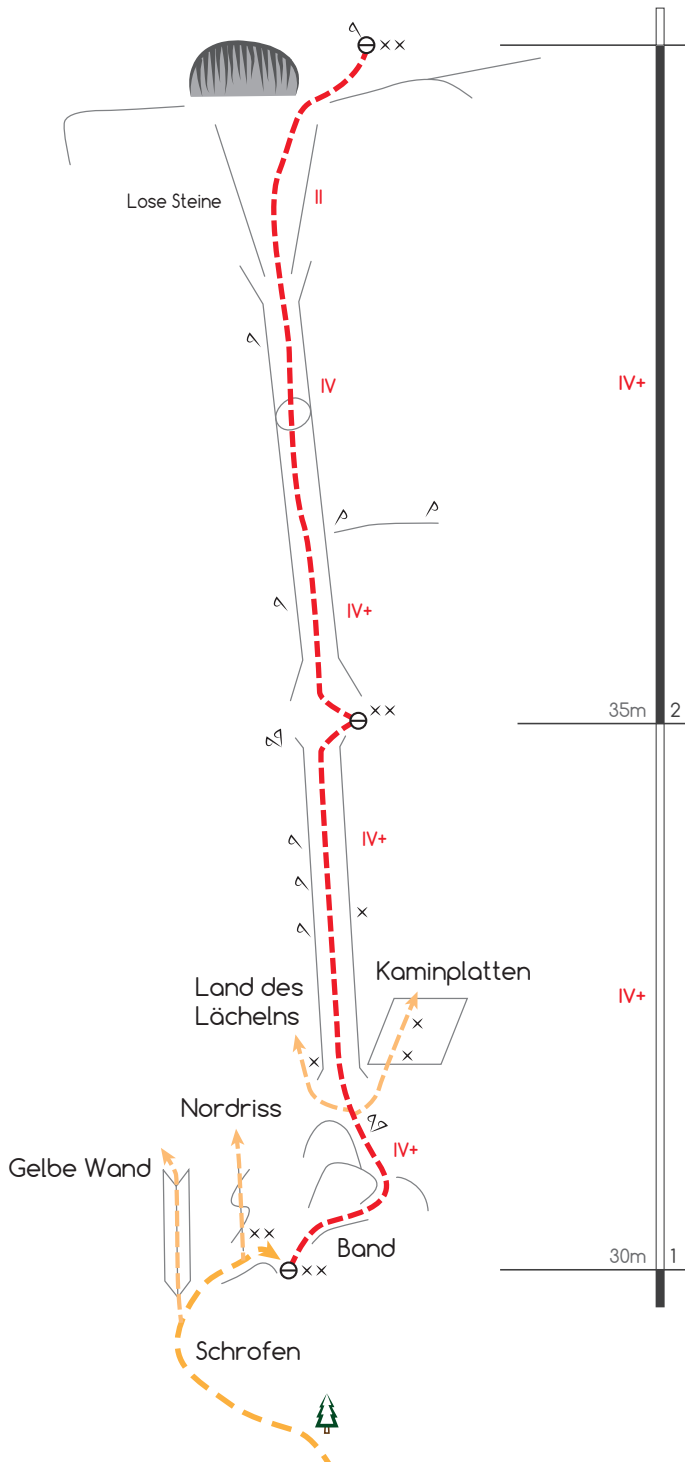 Lose Steine
II
IV
IV+
IV+
35m 2
IV+
Kaminplatten
Land des
Lächelns
IV+
Nordriss
IV+
Gelbe Wand
Band
30m 1
Schrofen